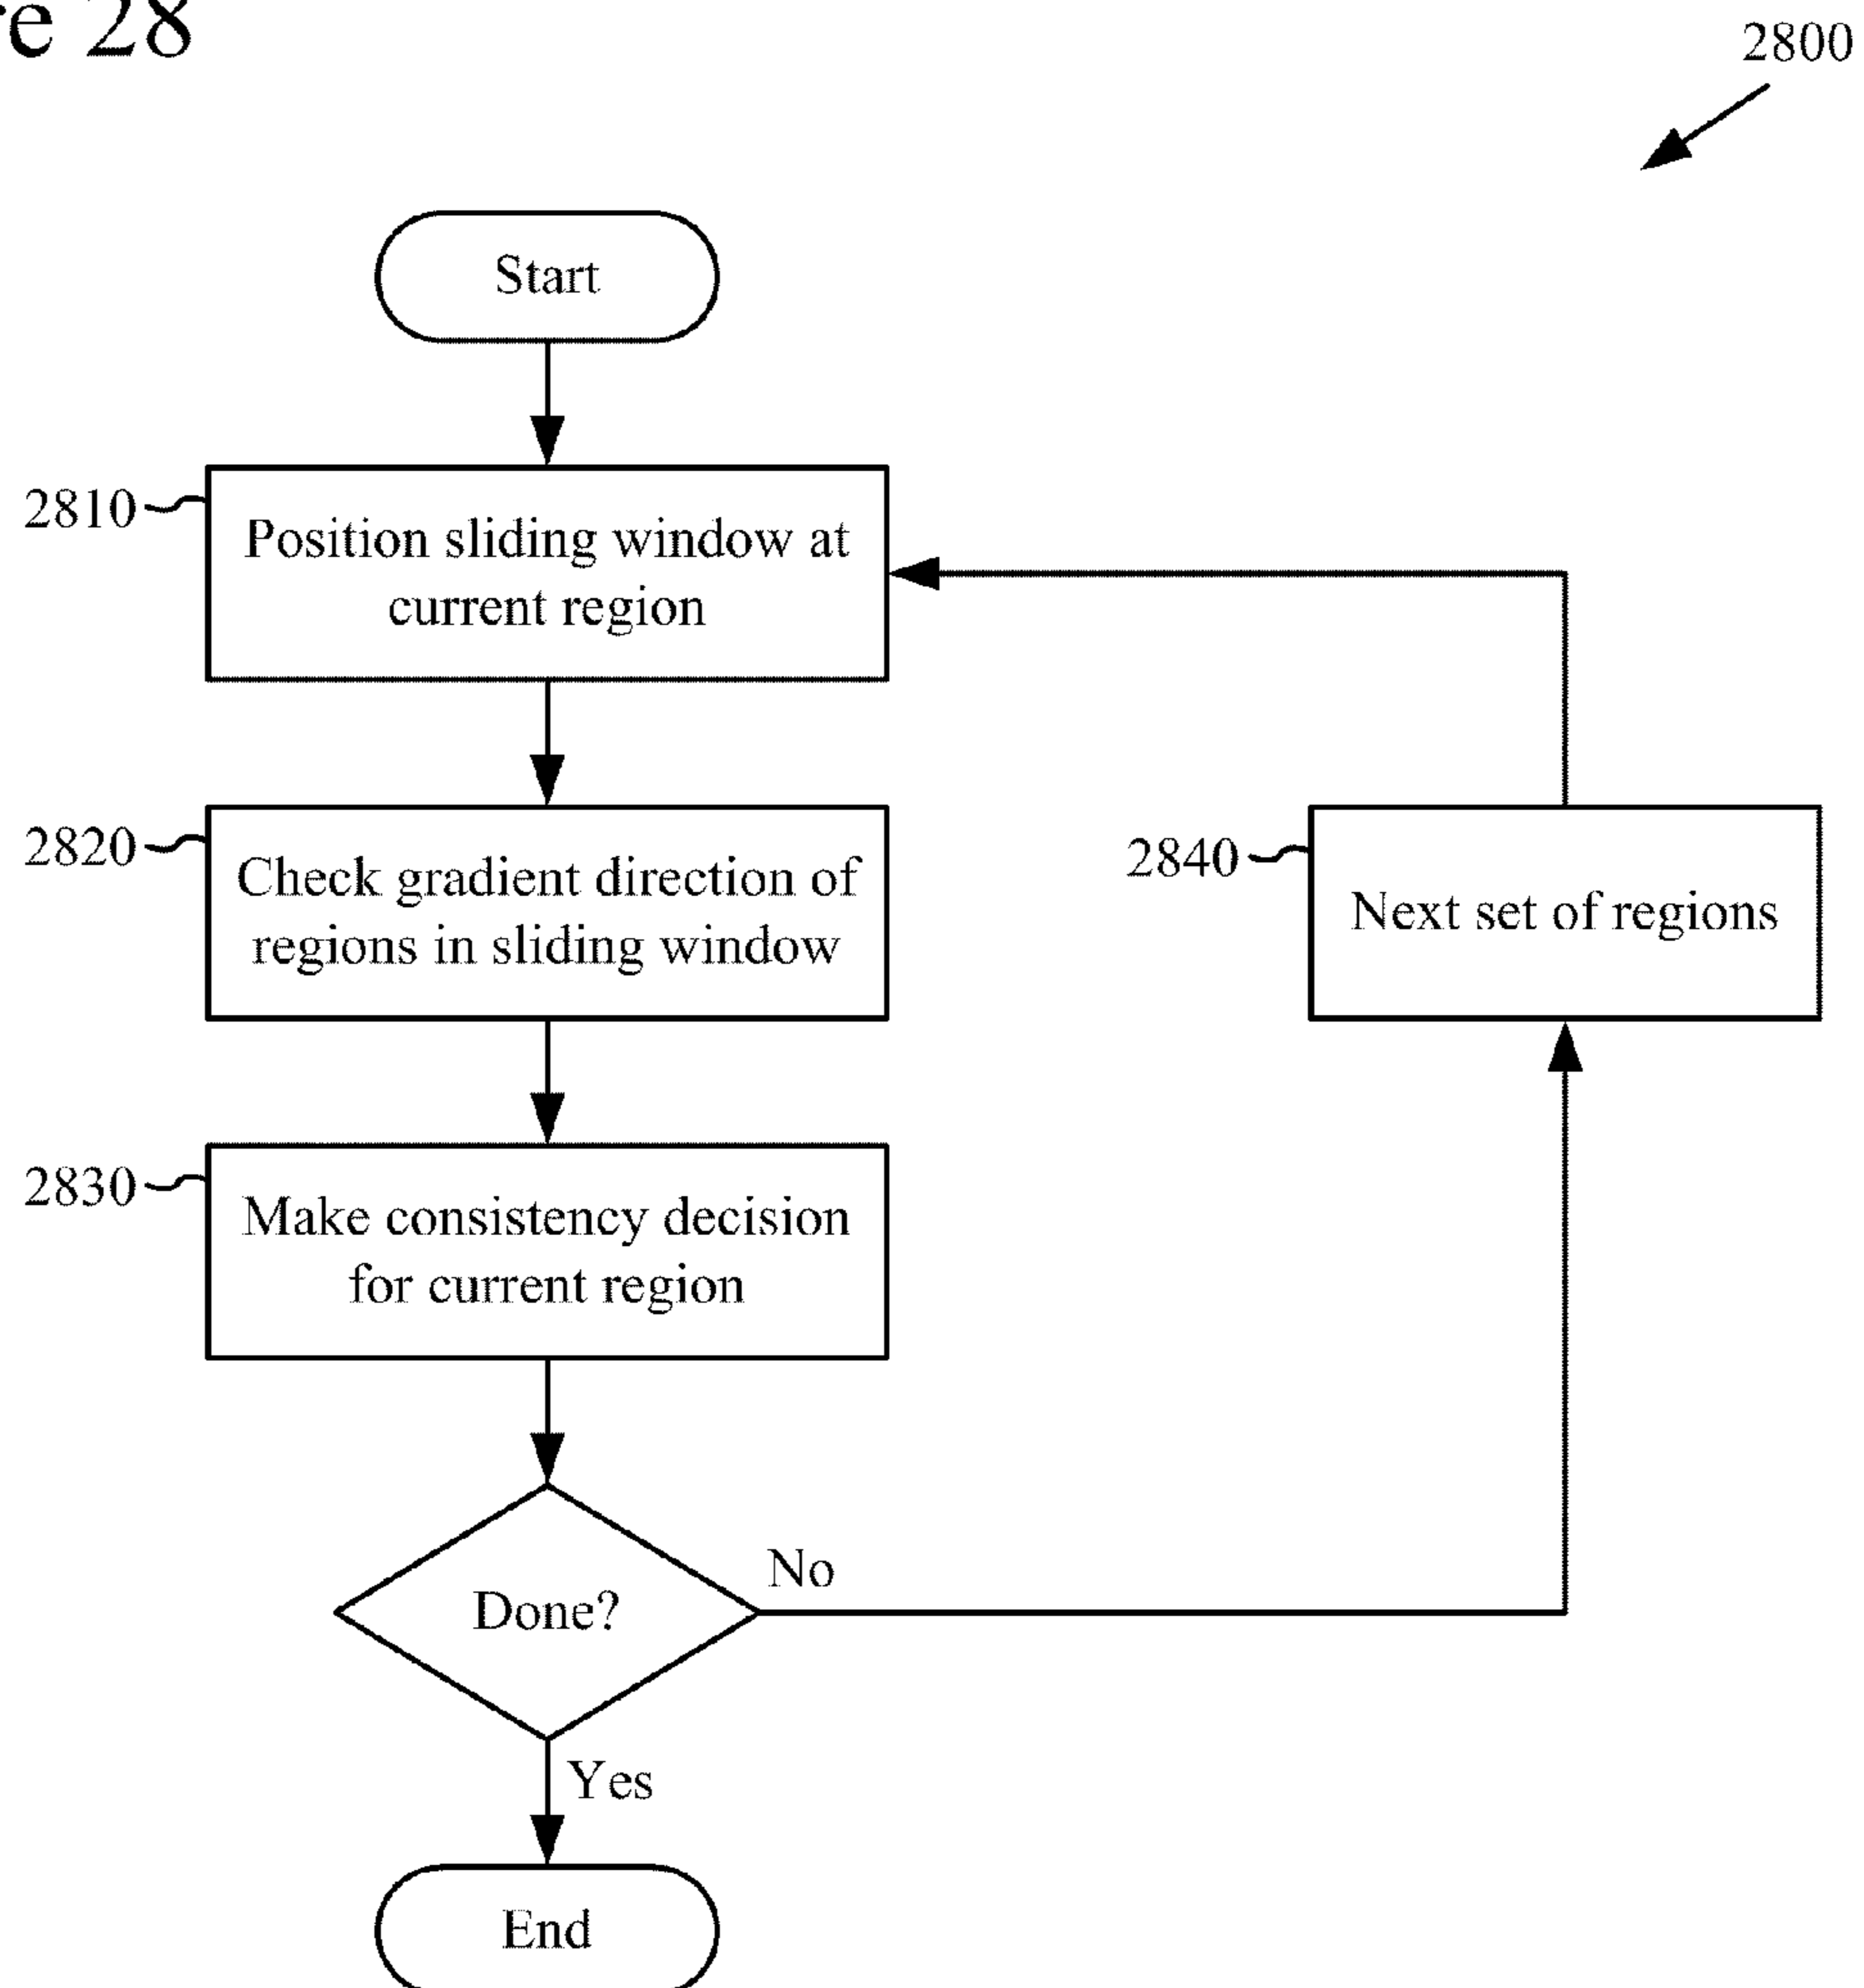 re 28
2800
Start
2810
Position sliding window at
current region
2820
Check gradient direction of
regions in sliding window
2840
Next set of regions
2830
Make consistency decision
for current region
No
Done?
Yes
End